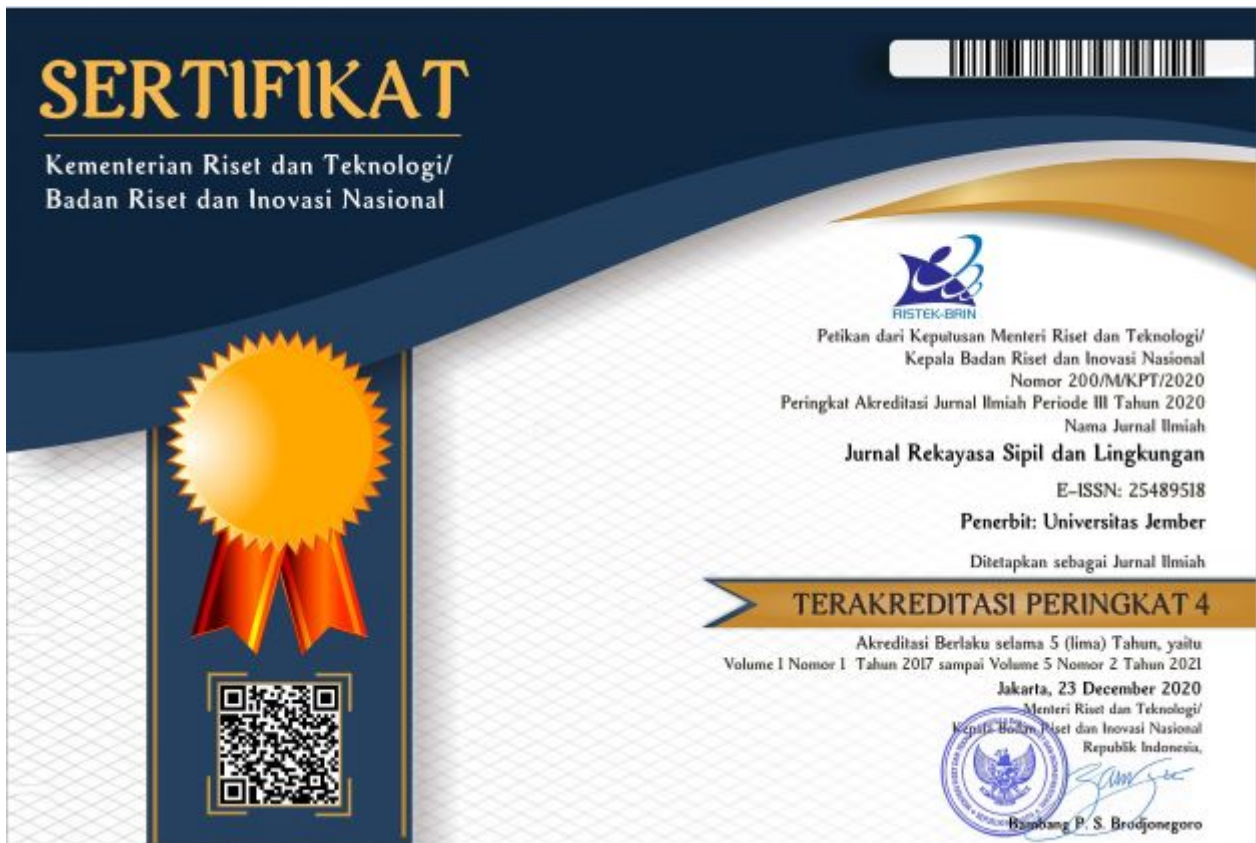 SERTIFIKAT
Kementerian Riset dan Teknologi/
Badan Riset dan Inovasi Nasional
RISTEK-BRIN
Petikan dari Keputusan Menteri Riset dan Teknologi/
Kepala Badan Riset dan Inovasi Nasional
Nomor 200/M/KPT/2020
Peringkat Akreditasi Jurnal Ilmiah Periode III Tahun 2020
Nama Jurnal Ilmiah
Jurnal Rekayasa Sipil dan Lingkungan
E-ISSN: 25489518
Penerbit: Universitas Jember
Ditetapkan sebagai Jurnal Ilmiah
TERAKREDITASI PERINGKAT 4
Akreditasi Berlaku selama 5 (lima) Tahun, yaitu
Volume 1 Nomor 1 Tahun 2017 sampai Volume 5 Nomor 2 Tahun 2021
Jakarta, 23 December 2020
Menteri Riset dan Teknologi/
Kepala Badan Riset dan Inovasi Nasional
Republik Indonesia,
Bambang P. S. Brodjonegoro